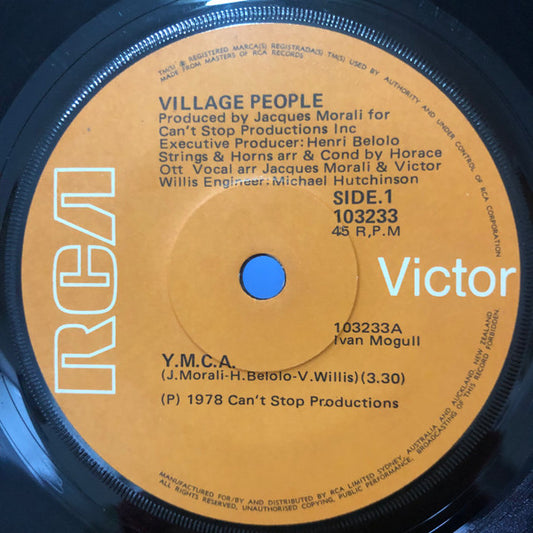 TM(S) ® REGISTERED MARCA(S) REGISTRADA(S) TM(S) USED BY AUTHORITY AND UNDER CONTROL OF RCA CORPORATION
MADE FROM MASTERS OF RCA RECORDS
VILLAGE PEOPLE
Produced by Jacques Morali for
Can't Stop Productions Inc
Executive Producer: Henri Belolo
Strings & Horns arr & Cond by Horace
Ott Vocal arr Jacques Morali & Victor
Willis Engineer: Michael Hutchinson
SIDE.1
103233
45 R,P.M
RCA
Victor
103233A
Ivan Mogull
Y.M.C.A.
(J.Morali-H.Belolo-V.Willis)(3.30)
(P) 1978 Can't Stop Productions
MANUFACTURED FOR/BY AND DISTRIBUTED BY RCA LIMITED SYDNEY, AUSTRALIA AND AUCKLAND, NEW ZEALAND.
ALL RIGHTS RESERVED, UNAUTHORISED COPYING, PUBLIC PERFORMANCE, BROADCASTING OF THIS RECORD FORBIDDEN.